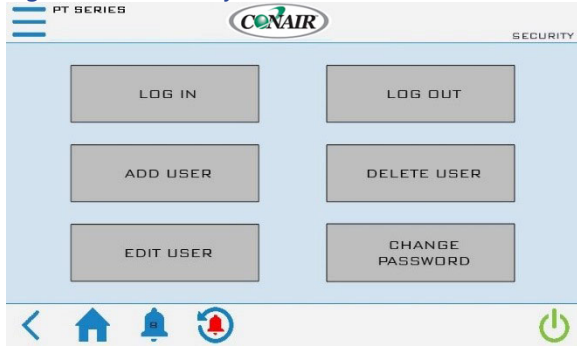 PT SERIES
CONAIR
SECURITY
LOG IN
LOG OUT
ADD USER
DELETE USER
EDIT USER
CHANGE
PASSWORD